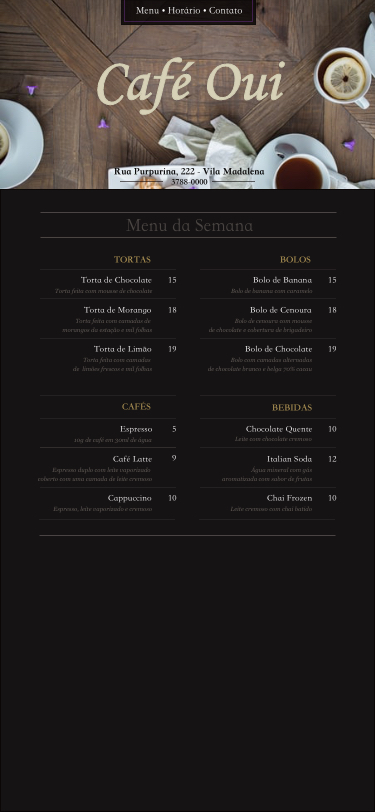 Menu • Horário • Contato
Café Oui
Rua Purpurina, 222 - Vila Madalena
3788-0000
Menu da Semana
TORTAS
Torta de Chocolate 15
Torta feita com mousse de chocolate
Torta de Morango 18
Torta feita com camadas de
morangos da estação e mil folhas
Torta de Limão 19
Torta feita com camadas
de limões frescos e mil folhas
BOLOS
Bolo de Banana 15
Bolo de banana com caramelo
Bolo de Cenoura 18
Bolo de cenoura com mousse
de chocolate e cobertura de brigadeiro
Bolo de Chocolate 19
Bolo com camadas alternadas
de chocolate branco e belga 70% cacau
CAFÉS
Espresso 5
10g de café em 30ml de água
Café Latte 9
Espresso duplo com leite vaporizado
coberto com uma camada de leite cremoso
Cappuccino 10
Espresso, leite vaporizado e cremoso
BEBIDAS
Chocolate Quente 10
Leite com chocolate cremoso
Italian Soda 12
Água mineral com gás
aromatizada com sabor de frutas
Chai Frozen 10
Leite cremoso com chai batido